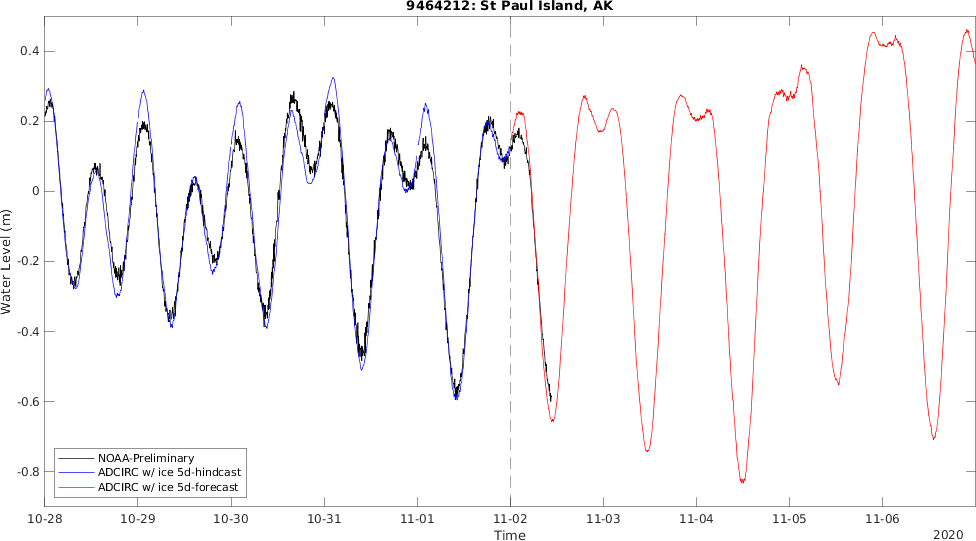 9464212: St Paul Island, AK
0.4
0.2
0
-0.2
-0.4
-0.6
-0.8
Water Level (m)
NOAA-Preliminary
ADCIRC w/ ice 5d-hindcast
ADCIRC w/ ice 5d-forecast
10-28 10-29 10-30 10-31 11-01 11-02 11-03 11-04 11-05 11-06
Time
2020